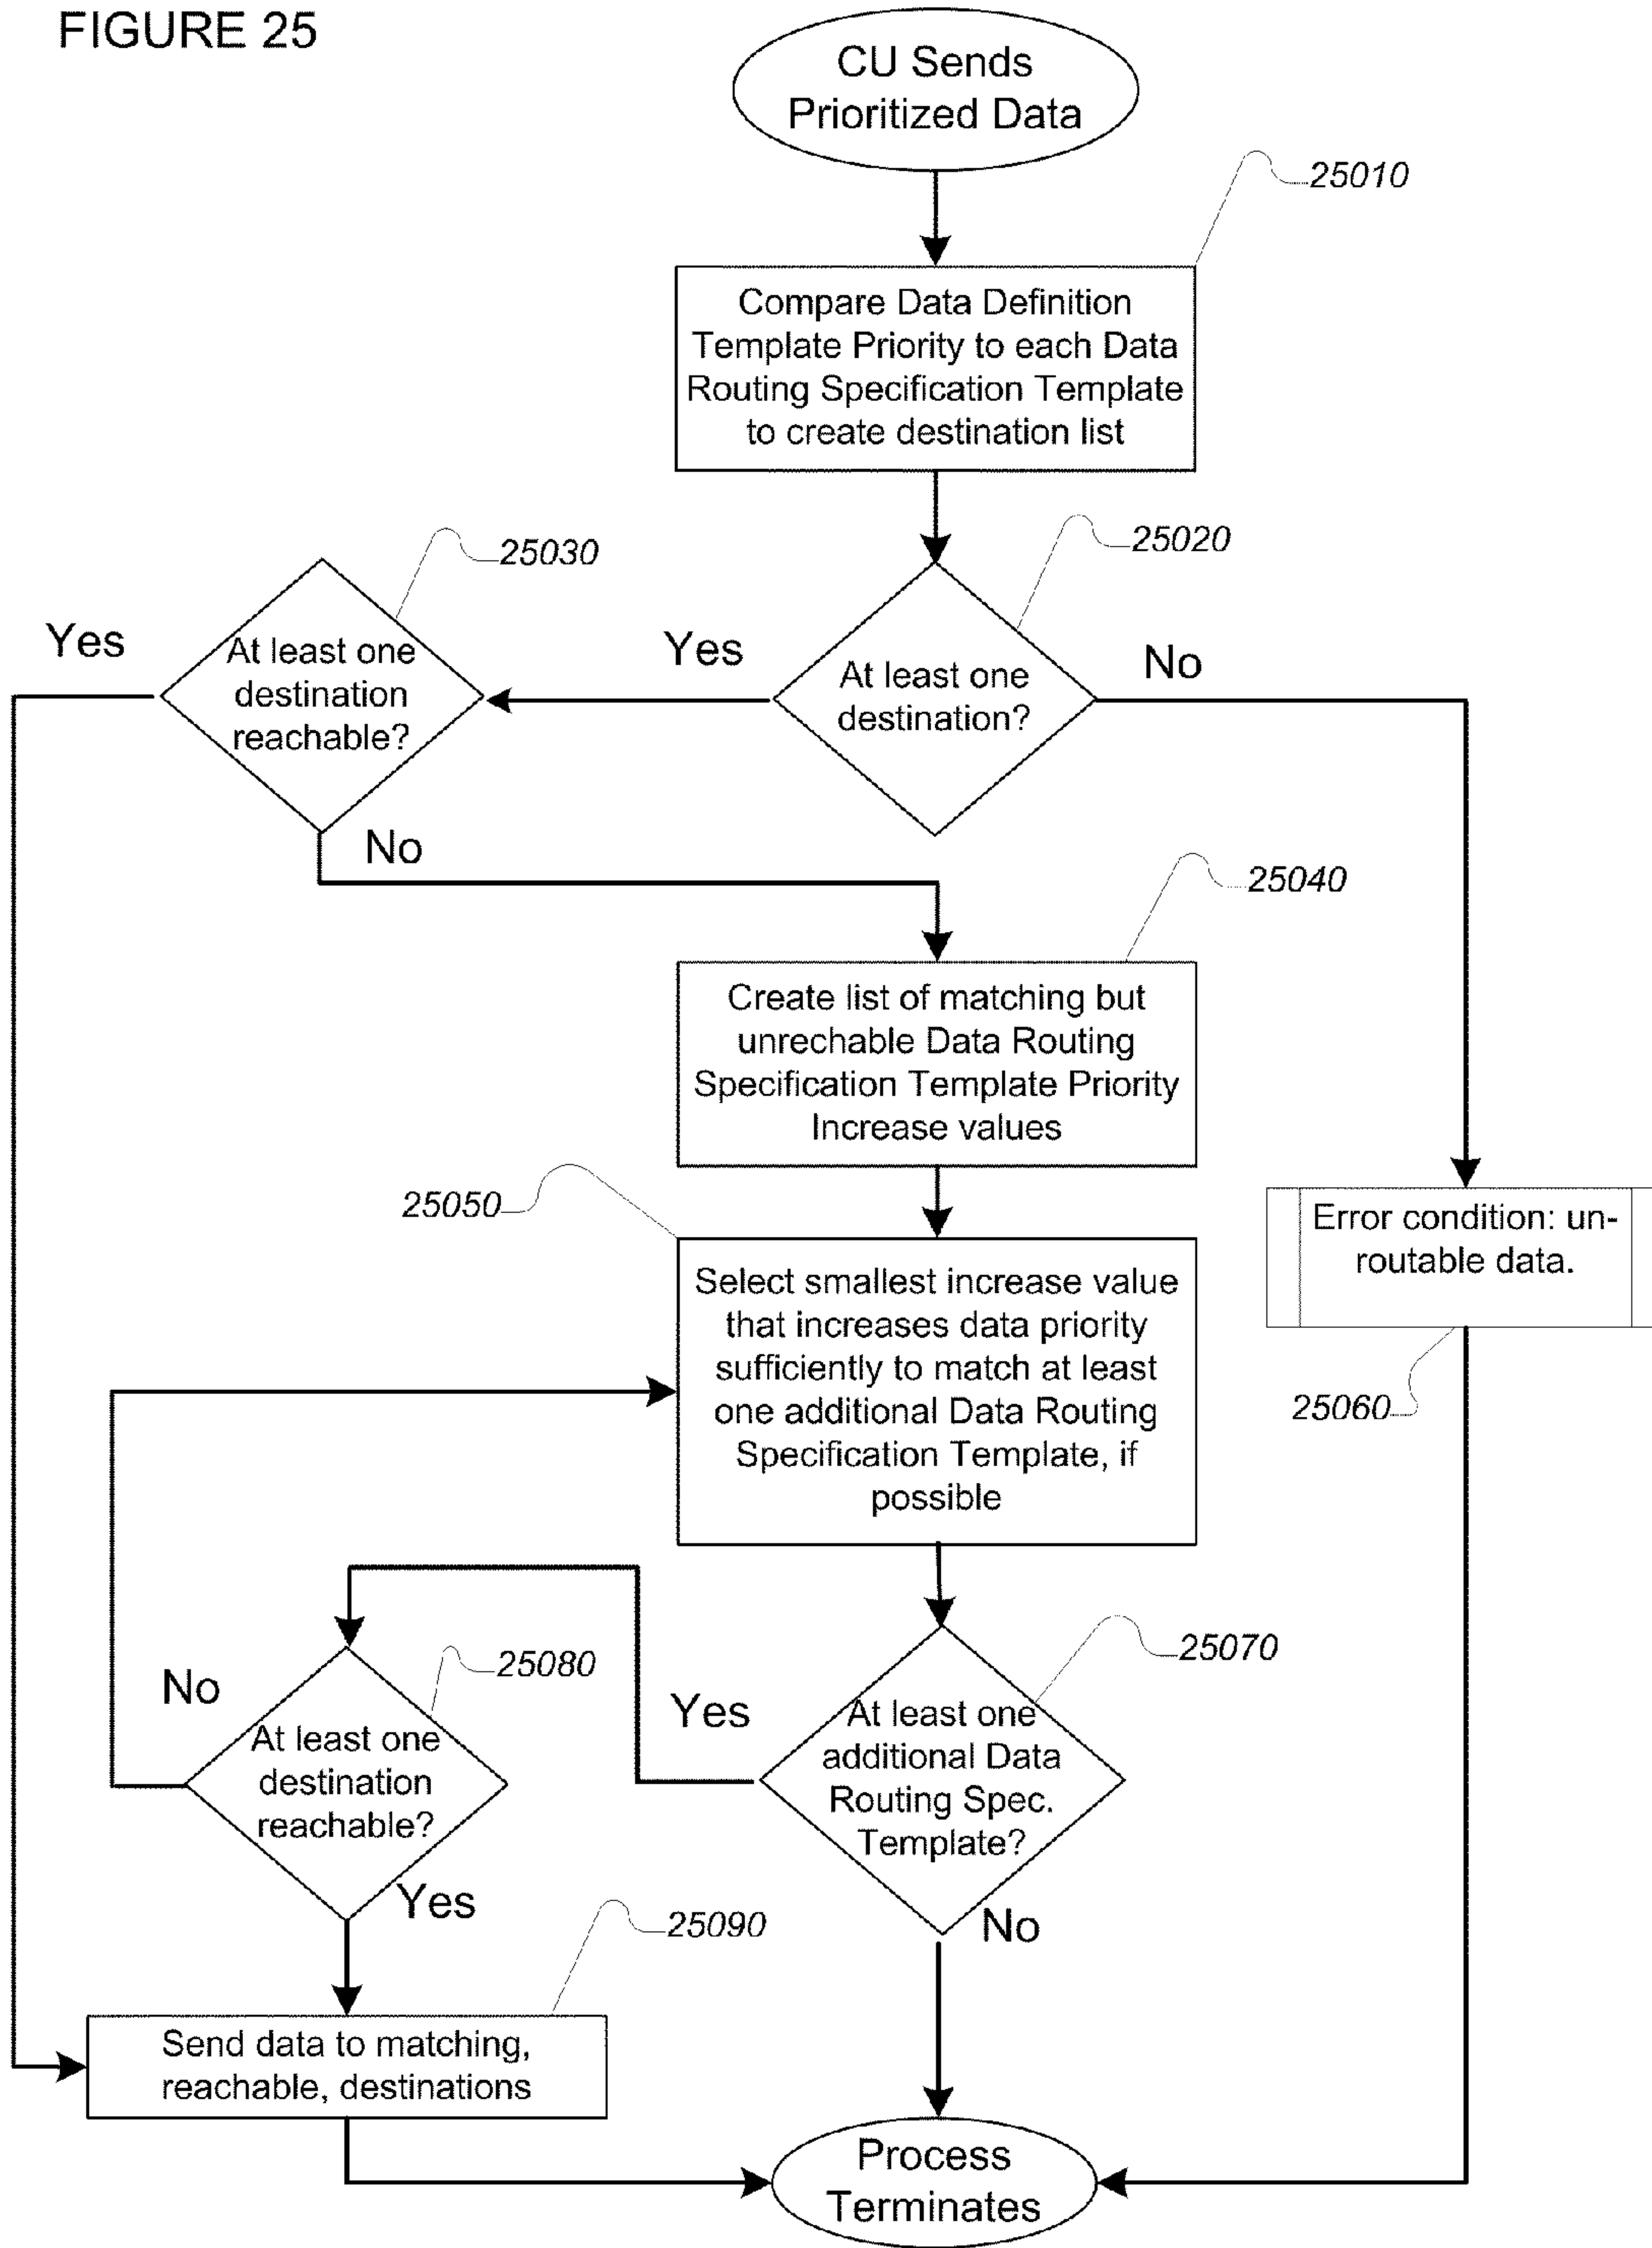 FIGURE 25
CU Sends
Prioritized Data
25010
Compare Data Definition
Template Priority to each Data
Routing Specification Template
to create destination list
25030
25020
Yes
At least one
destination
reachable?
Yes
At least one
destination?
No
No
25040
Create list of matching but
unrechable Data Routing
Specification Template Priority
Increase values
25050
Select smallest increase value
that increases data priority
sufficiently to match at least
one additional Data Routing
Specification Template, if
possible
Error condition: un-
routable data.
25060
25070
25080
No
At least one
destination
reachable?
Yes
At least one
additional Data
Routing Spec.
Template?
Yes
No
25090
Send data to matching,
reachable, destinations
Process
Terminates